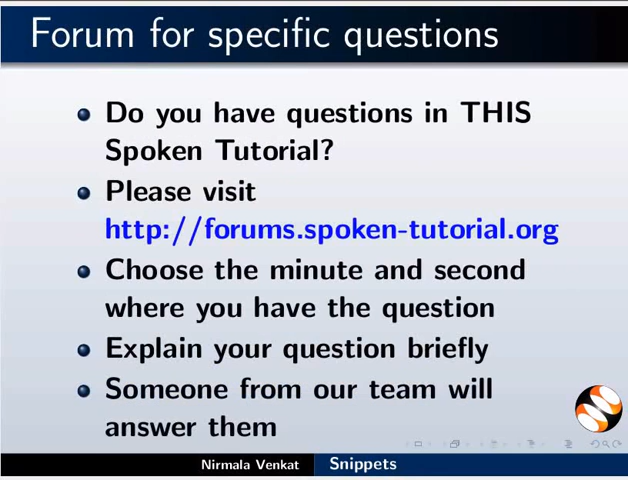 Forum for specific questions
Do you have questions in THIS
Spoken Tutorial?
Please visit
http://forums.spoken-tutorial.org
Choose the minute and second
where you have the question
Explain your question briefly
Someone from our team will
answer them
Nirmala Venkat Snippets